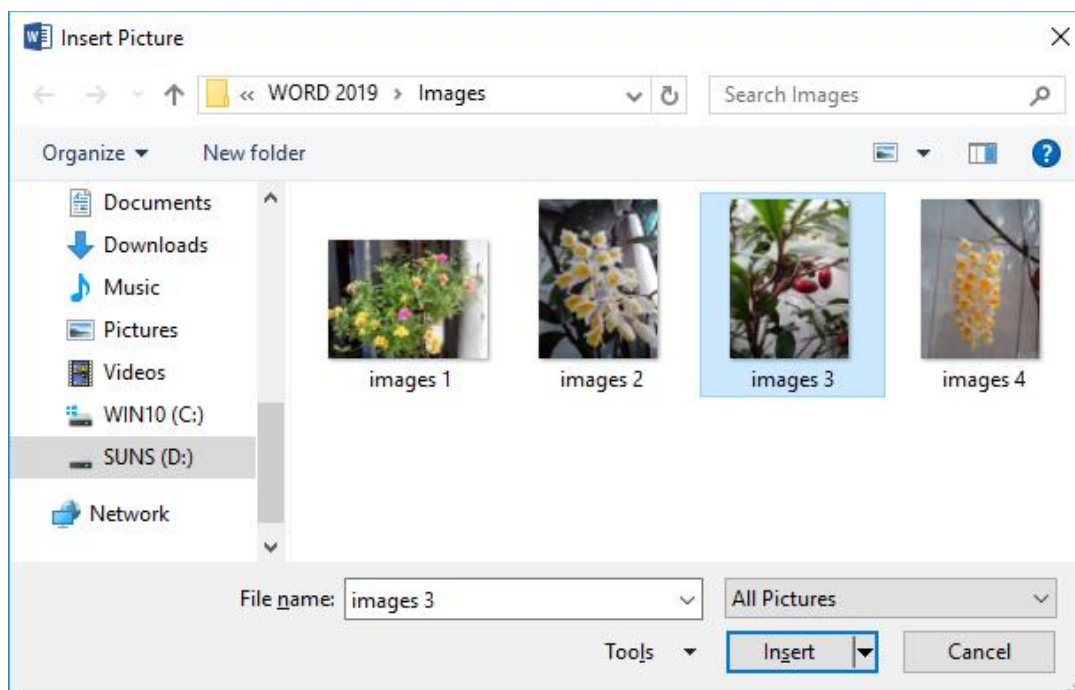 Insert Picture
« WORD 2019 › Images
Search Images
Organize
New folder
Documents
Downloads
Music
Pictures
Videos
WIN10 (C:)
SUNS (D:)
Network
images 1
images 2
images 3
images 4
File name: images 3
All Pictures
Tools
Insert
Cancel